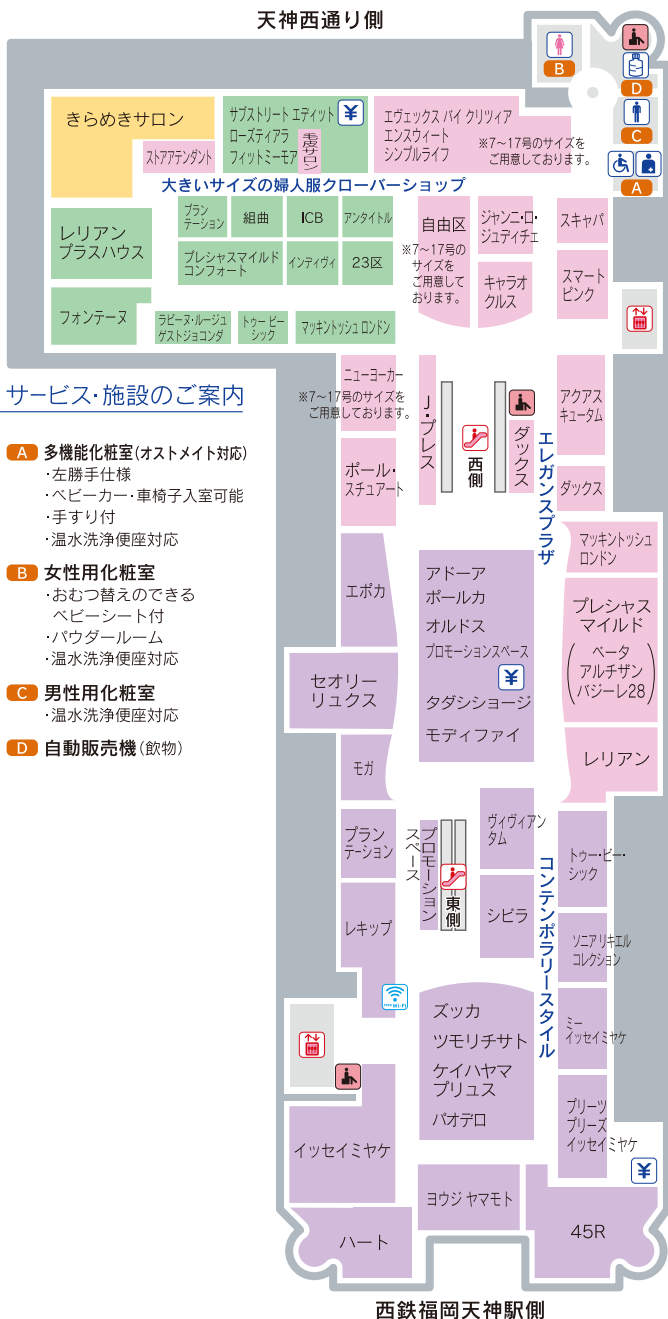 天神西通り側
B
D
C
A
きらめきサロン
ストアアテンダント
サブストリート エディット
ローズティアラ
フィットミーモア
毛皮サロン
エヴェックス バイ クリツィア
エンスウィート
シンプルライフ
※7〜17号のサイズを
ご用意しております。
大きいサイズの婦人服クローバーショップ
レリアン
プラスハウス
プラン
テーション
組曲
ICB
アンタイトル
プレシャスマイルド
コンフォート
インディヴィ
23区
フォンテーヌ
ラピーヌ・ルージュ
ゲストジョコンダ
トゥー ビー
シック
マッキントッシュ ロンドン
自由区
※7〜17号の
サイズを
ご用意して
おります。
ジャンニ・ロ・
ジュディチェ
キャラオ
クルス
スキャパ
スマート
ピンク
サービス・施設のご案内
A 多機能化粧室(オストメイト対応)
・左勝手仕様
・ベビーカー・車椅子入室可能
・手すり付
・温水洗浄便座対応
B 女性用化粧室
・おむつ替えのできる
ベビーシート付
・パウダールーム
・温水洗浄便座対応
C 男性用化粧室
・温水洗浄便座対応
D 自動販売機(飲物)
ニューヨーカー
※7〜17号のサイズを
ご用意しております。
J・プレス
西側
ダックス
エレガンスプラザ
アクアス
キュータム
ポール・
スチュアート
ダックス
マッキントッシュ
ロンドン
エポカ
アドーア
ボールカ
オルドス
プロモーションスペース
タダシショージ
モディファイ
プレシャス
マイルド
(ベータ
アルチザン
バジーレ28)
セオリー
リュクス
モガ
レリアン
プラン
テーション
プロモーション
スペース
東側
ヴィヴィアン
タム
コンテンポラリースタイル
トゥー・ビー・
シック
レキップ
シビラ
ソニアリキエル
コレクション
FREE Wi-Fi
ズッカ
ツモリチサト
ケイハヤマ
プリュス
パオデロ
ミー
イッセイミヤケ
プリーツ
プリーズ
イッセイミヤケ
イッセイミヤケ
ヨウジ ヤマモト
ハート
45R
西鉄福岡天神駅側